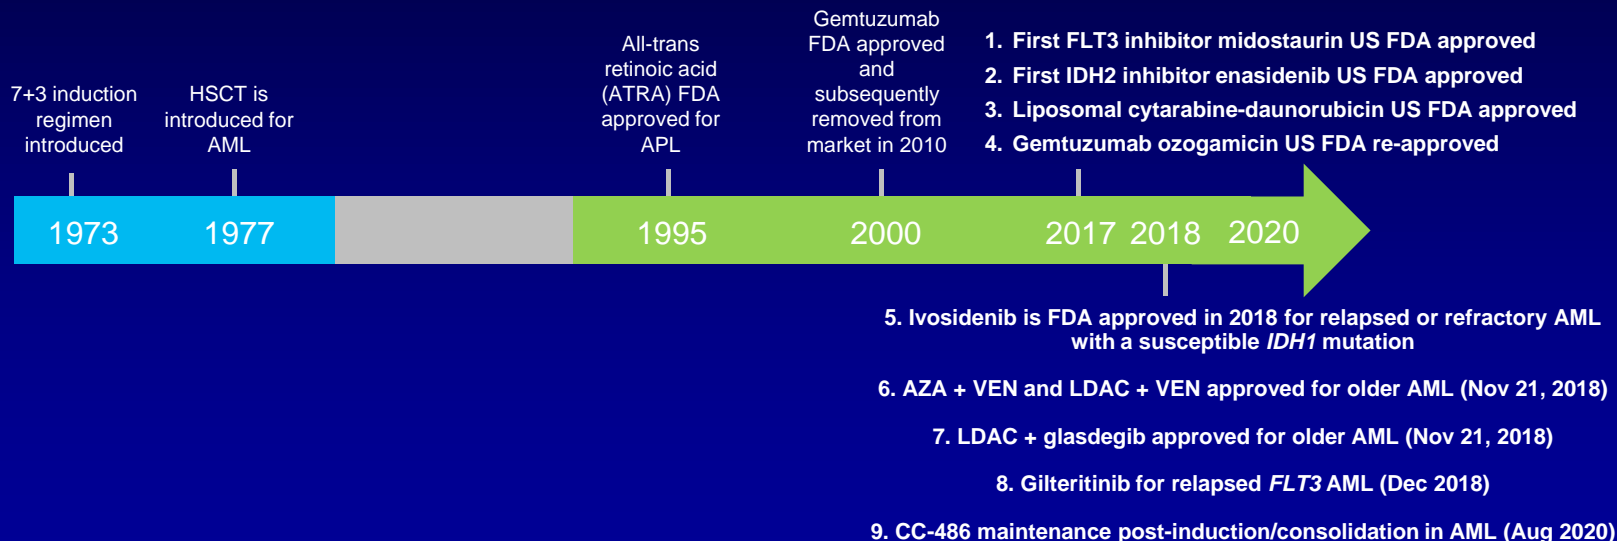 7+3 induction
regimen
introduced
HSCT is
introduced for
AML
All-trans
retinoic acid
(ATRA) FDA
approved for
APL
Gemtuzumab
FDA approved
and
subsequently
removed from
market in 2010
1. First FLT3 inhibitor midostaurin US FDA approved
2. First IDH2 inhibitor enasidenib US FDA approved
3. Liposomal cytarabine-daunorubicin US FDA approved
4. Gemtuzumab ozogamicin US FDA re-approved
1973 1977 1995 2000 2017 2018 2020
5. Ivosidenib is FDA approved in 2018 for relapsed or refractory AML
with a susceptible IDH1 mutation
6. AZA + VEN and LDAC + VEN approved for older AML (Nov 21, 2018)
7. LDAC + glasdegib approved for older AML (Nov 21, 2018)
8. Gilteritinib for relapsed FLT3 AML (Dec 2018)
9. CC-486 maintenance post-induction/consolidation in AML (Aug 2020)